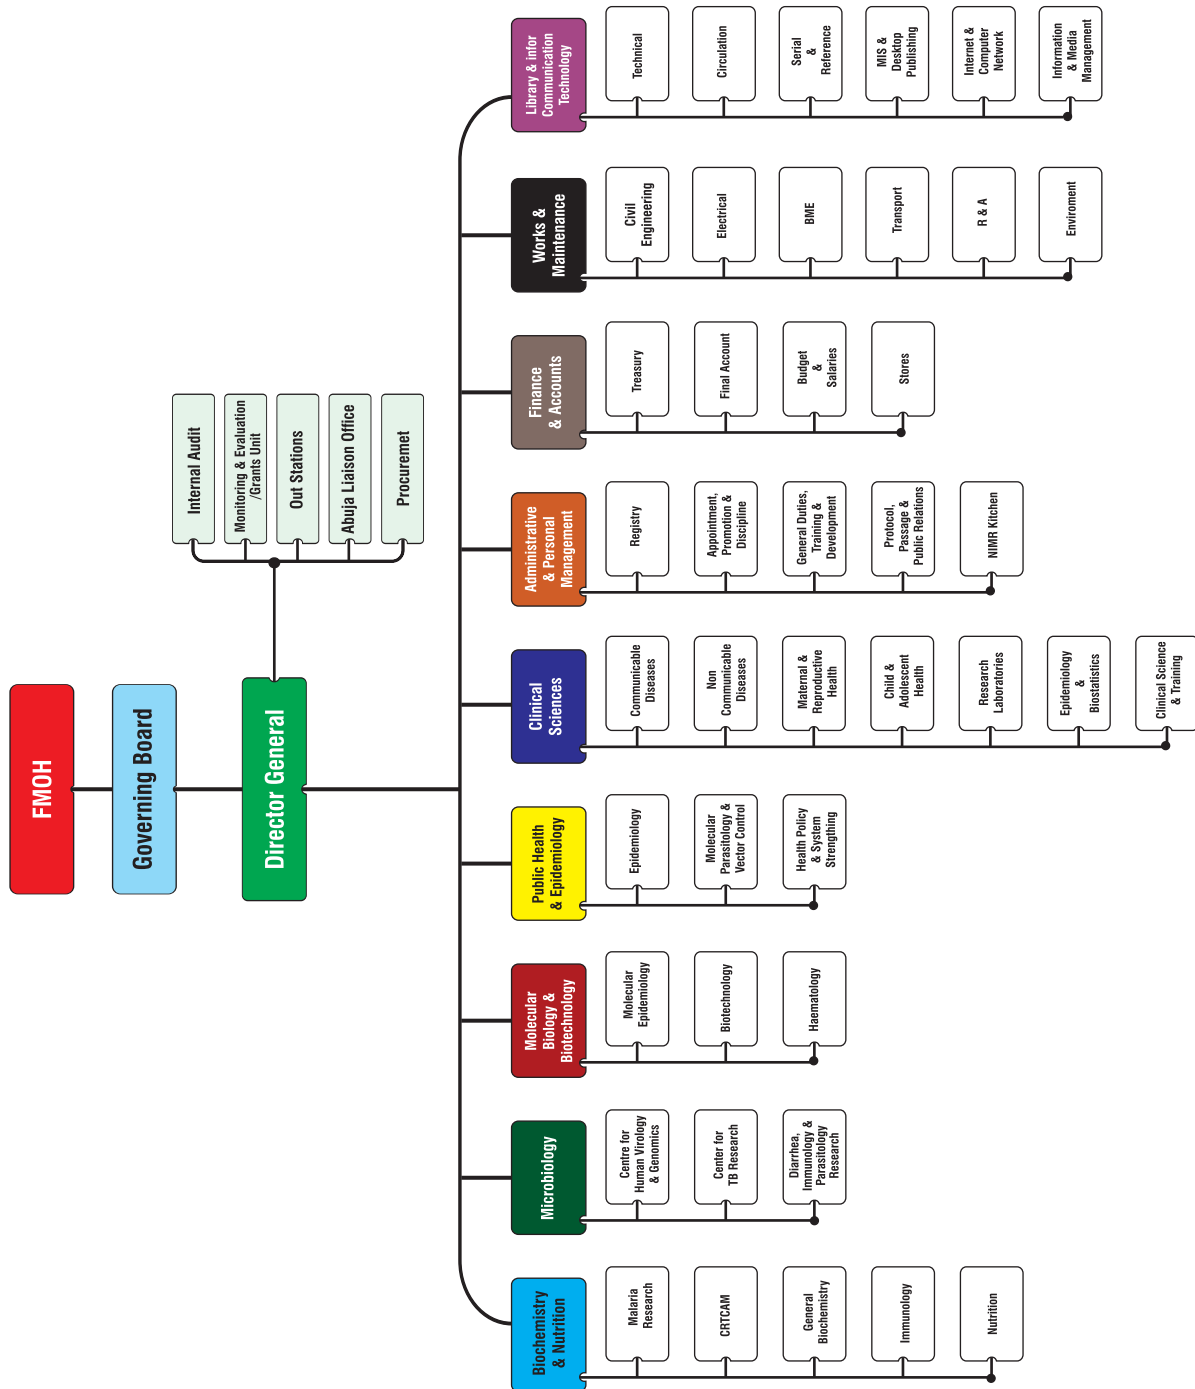 FMOH
Governing Board
Director General
Internal Audit
Monitoring & Evaluation
/Grants Unit
Out Stations
Abuja Liaison Office
Procuremet
Biochemistry
& Nutrition
Malaria
Research
CRTCAM
General
Biochemistry
Immunology
Nutrition
Microbiology
Centre for
Human Virology
& Genomics
Center for
TB Research
Diarrhea,
Immunology &
Parasitology
Research
Molecular
Biology &
Biotechnology
Molecular
Epidemiology
Biotechnology
Haematology
Public Health
& Epidemiology
Epidemiology
Molecular
Parasitology &
Vector Control
Health Policy
& System
Strengthing
Clinical
Sciences
Communicable
Diseases
Non
Communicable
Diseases
Maternal &
Reproductive
Health
Child &
Adolescent
Health
Research
Laboratories
Epidemiology
&
Biostatistics
Clinical Science
& Training
Administrative
& Personal
Management
Registry
Appointment,
Promotion &
Discipline
General Duties,
Training &
Development
Protocol,
Passage &
Public Relations
NIMR Kitchen
Finance
& Accounts
Treasury
Final Account
Budget
&
Salaries
Stores
Works &
Maintenance
Civil
Engineering
Electrical
BME
Transport
R & A
Enviroment
Library & infor
Communication
Technology
Technical
Circulation
Serial
&
Reference
MIS &
Desktop
Publishing
Internet &
Computer
Network
Information
& Media
Management